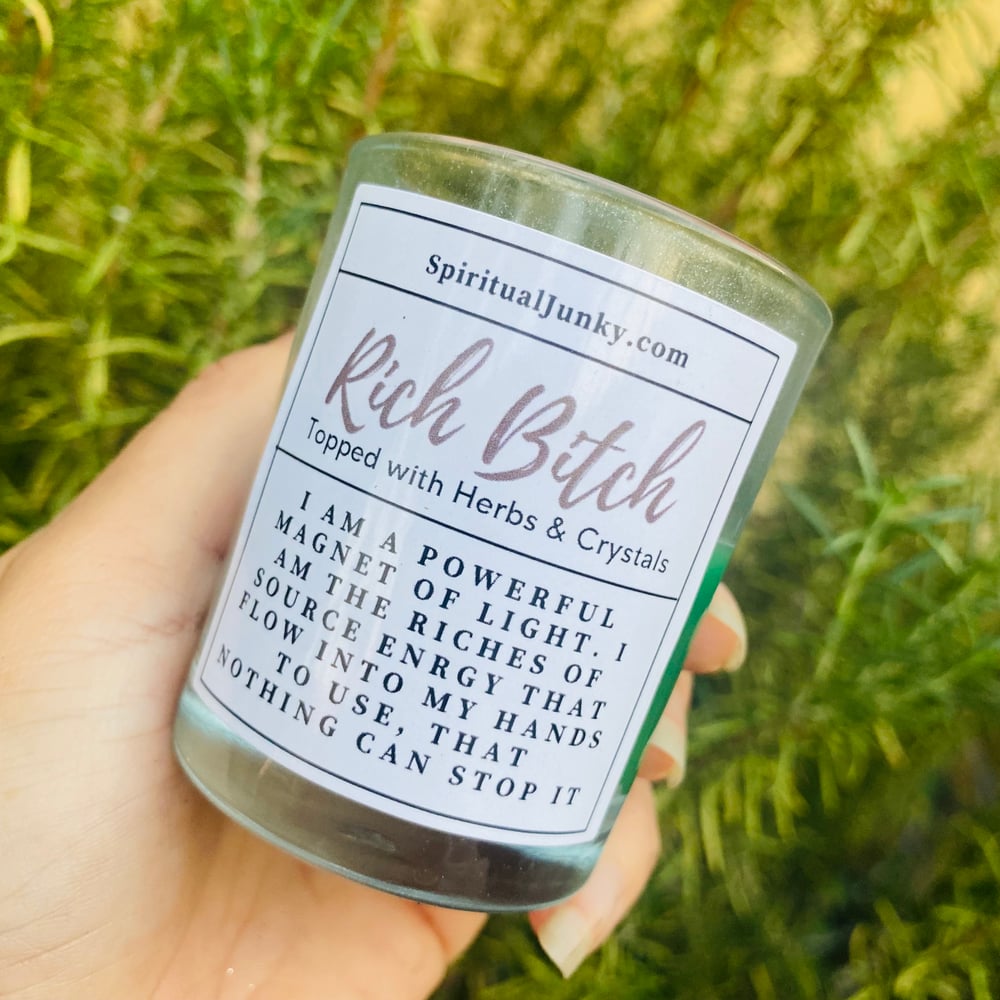 SpiritualJunky.com
Rich Bitch
Topped with Herbs & Crystals
I AM A POWERFUL
MAGNET OF LIGHT. I
AM THE RICHES OF
SOURCE ENRGY THAT
FLOW INTO MY HANDS
TO USE, THAT
NOTHING CAN STOP IT